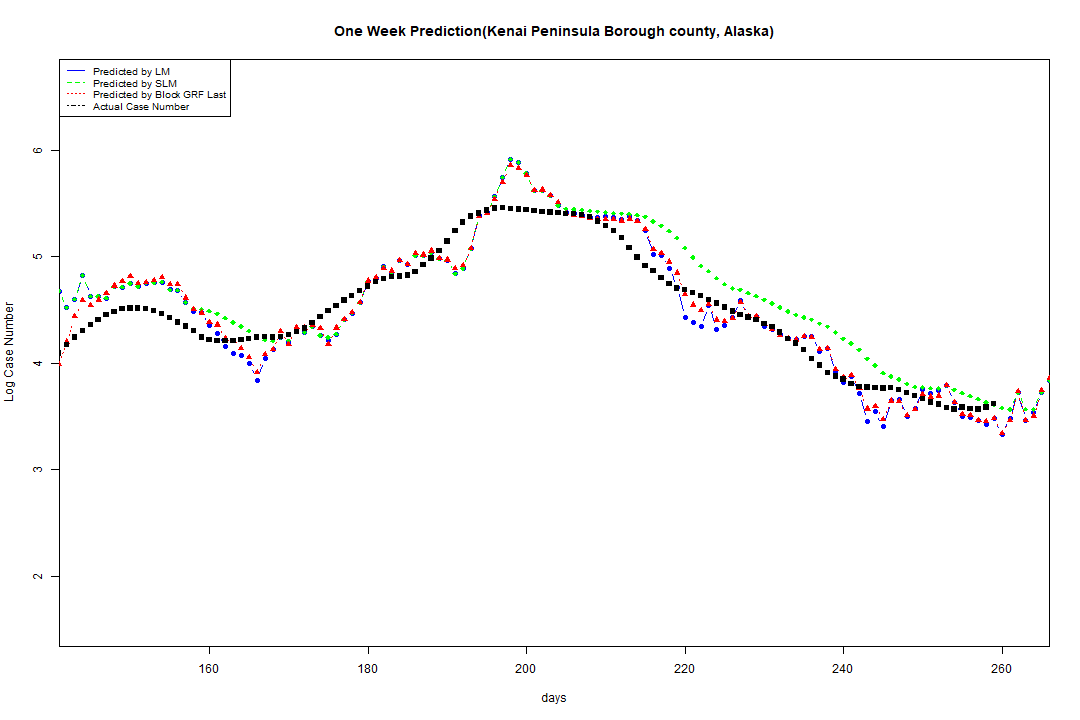 One Week Prediction(Kenai Peninsula Borough county, Alaska)
Predicted by LM
Predicted by SLM
Predicted by Block GRF Last
Actual Case Number
Log Case Number
6
5
4
3
2
160 180 200 220 240 260
days